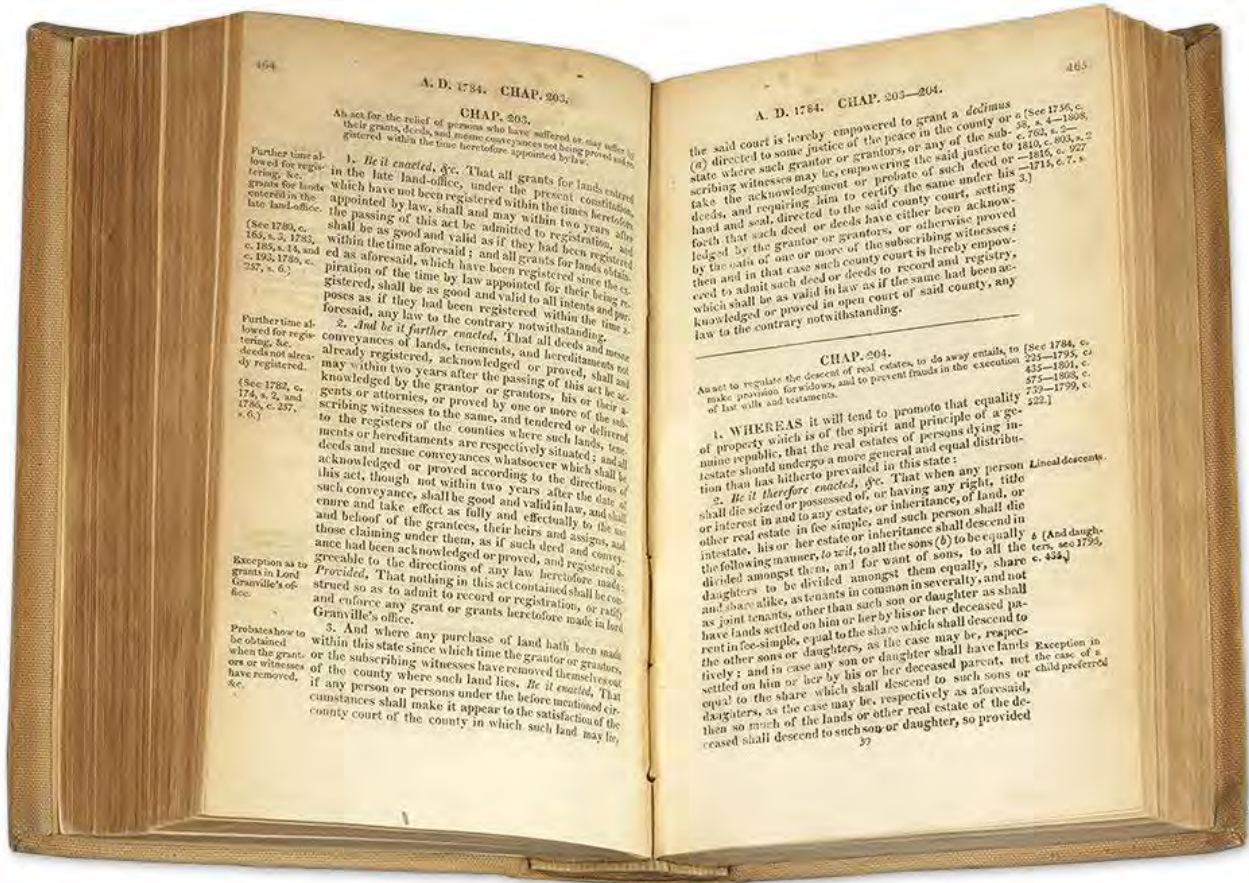 464
A. D. 1784. CHAP. 203.
CHAP. 203.
An act for the relief of persons who have suffered or may suffer by
their grants, deeds, and mesne conveyances not being proved and re-
gistered within the time heretofore appointed by law.
Further time al-
lowed for regis-
tering, &c.
grants for lands
entered in the
late land-office.
(See 1780, c.
165, s. 3, 1783,
c. 185, s. 14, and
c. 193, 1786, c.
257, s. 6.)
1. Be it enacted, &c. That all grants for lands entered
in the late land-office, under the present constitution,
which have not been registered within the times heretofore
appointed by law, shall and may within two years after
the passing of this act be admitted to registration, and
shall be as good and valid as if they had been registered
within the time aforesaid; and all grants for lands obtain-
ed as aforesaid, which have been registered since the ex-
piration of the time by law appointed for their being re-
gistered, shall be as good and valid to all intents and pur-
poses as if they had been registered within the time a-
foresaid, any law to the contrary notwithstanding.
Further time al-
lowed for regis-
tering, &c.
deeds not alrea-
dy registered.
(See 1782, c.
174, s. 2, and
1786, c. 257,
s. 6.)
2. And be it further enacted, That all deeds and mesne
conveyances of lands, tenements, and hereditaments not
already registered, acknowledged or proved, shall and
may within two years after the passing of this act be ac-
knowledged by the grantor or grantors, his or their a-
gents or attornies, or proved by one or more of the sub-
scribing witnesses to the same, and tendered or delivered
to the registers of the counties where such lands, tene-
ments or hereditaments are respectively situated; and all
deeds and mesne conveyances whatsoever which shall be
acknowledged or proved according to the directions of
this act, though not within two years after the date of
such conveyance, shall be good and valid in law, and shall
enure and take effect as fully and effectually to the use
and behoof of the grantees, their heirs and assigns, and
those claiming under them, as if such deed and convey-
ance had been acknowledged or proved, and registered a-
greeable to the directions of any law heretofore made:
Exception as to
grants in Lord
Granville's of-
fice.
Provided, That nothing in this act contained shall be con-
strued so as to admit to record or registration, or ratify
and enforce any grant or grants heretofore made in lord
Granville's office.
Probates how to
be obtained
when the grant-
ors or witnesses
have removed,
&c.
3. And where any purchase of land hath been made
within this state since which time the grantor or grantors,
or the subscribing witnesses have removed themselves out
of the county where such land lies, Be it enacted, That
if any person or persons under the before mentioned cir-
cumstances shall make it appear to the satisfaction of the
county court of the county in which such land may lie,
465
A. D. 1784. CHAP. 203—204.
the said court is hereby empowered to grant a dedimus
(a) directed to some justice of the peace in the county or
state where such grantor or grantors, or any of the sub-
scribing witnesses may be, empowering the said justice to
take the acknowledgement or probate of such deed or
deeds, and requiring him to certify the same under his
hand and seal, directed to the said county court, setting
forth that such deed or deeds have either been acknow-
ledged by the grantor or grantors, or otherwise proved
by the oath of one or more of the subscribing witnesses;
then and in that case such county court is hereby empow-
ered to admit such deed or deeds to record and registry,
which shall be as valid in law as if the same had been ac-
knowledged or proved in open court of said county, any
law to the contrary notwithstanding.
a [See 1756, c.
58, s. 4—1808,
c. 762, s. 2—
1810, c. 803, s. 2
—1816, c. 927
—1715, c. 7. s
3.]
CHAP. 204.
An act to regulate the descent of real estates, to do away entails, to
make provision for widows, and to prevent frauds in the execution
of last wills and testaments.
[See 1784, c.
225—1795, c.
435—1801, c.
575—1808, c.
739—1799, c.
522.]
1. WHEREAS it will tend to promote that equality
of property which is of the spirit and principle of a ge-
nuine republic, that the real estates of persons dying in-
testate should undergo a more general and equal distribu-
tion than has hitherto prevailed in this state:
2. Be it therefore enacted, &c. That when any person
shall die seized or possessed of, or having any right, title
or interest in and to any estate, or inheritance, of land, or
other real estate in fee simple, and such person shall die
intestate, his or her estate or inheritance shall descend in
the following manner, to wit, to all the sons (b) to be equally
divided amongst them, and for want of sons, to all the
daughters to be divided amongst them equally, share
and share alike, as tenants in common in severalty, and not
as joint tenants, other than such son or daughter as shall
have lands settled on him or her by his or her deceased pa-
rent in fee-simple, equal to the share which shall descend to
the other sons or daughters, as the case may be, respec-
tively; and in case any son or daughter shall have lands
settled on him or her by his or her deceased parent, not
equal to the share which shall descend to such sons or
daughters, as the case may be, respectively as aforesaid,
then so much of the lands or other real estate of the de-
ceased shall descend to such son or daughter, so provided
Lineal descents.
b [And daugh-
ters, see 1795,
c. 435.]
Exception in
the case of a
child preferred